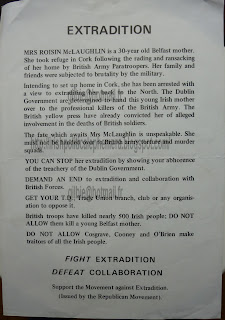 EXTRADITION
MRS ROISIN McLAUGHLIN is a 30-year old Belfast mother.
She took refuge in Cork following the raiding and ransacking
of her home by British Army Paratroopers. Her family and
friends were subjected to brutality by the military.
Intending to set up home in Cork, she has been arrested with
a view to extraditing her back to the North. The Dublin
Government are determined to hand this young Irish mother
over to the professional killers of the British Army. The
British yellow press have already convicted her of alleged
involvement in the deaths of British soldiers.
The fate which awaits Mrs McLaughlin is unspeakable. She
must not be handed over to British army torture and murder
squads.
YOU CAN STOP her extradition by showing your abhorence
of the treachery of the Dublin Government.
DEMAND AN END to extradition and collaboration with
British Forces.
GET YOUR T.D., Trade Union branch, club or any organis-
ation to oppose it.
British troops have killed nearly 500 Irish people; DO NOT
ALLOW them kill a young Belfast mother.
DO NOT ALLOW Cosgrave, Cooney and O'Brien make
traitors of all the Irish people.
FIGHT EXTRADITION
DEFEAT COLLABORATION
Support the Movement against Extradition.
(Issued by the Republican Movement).